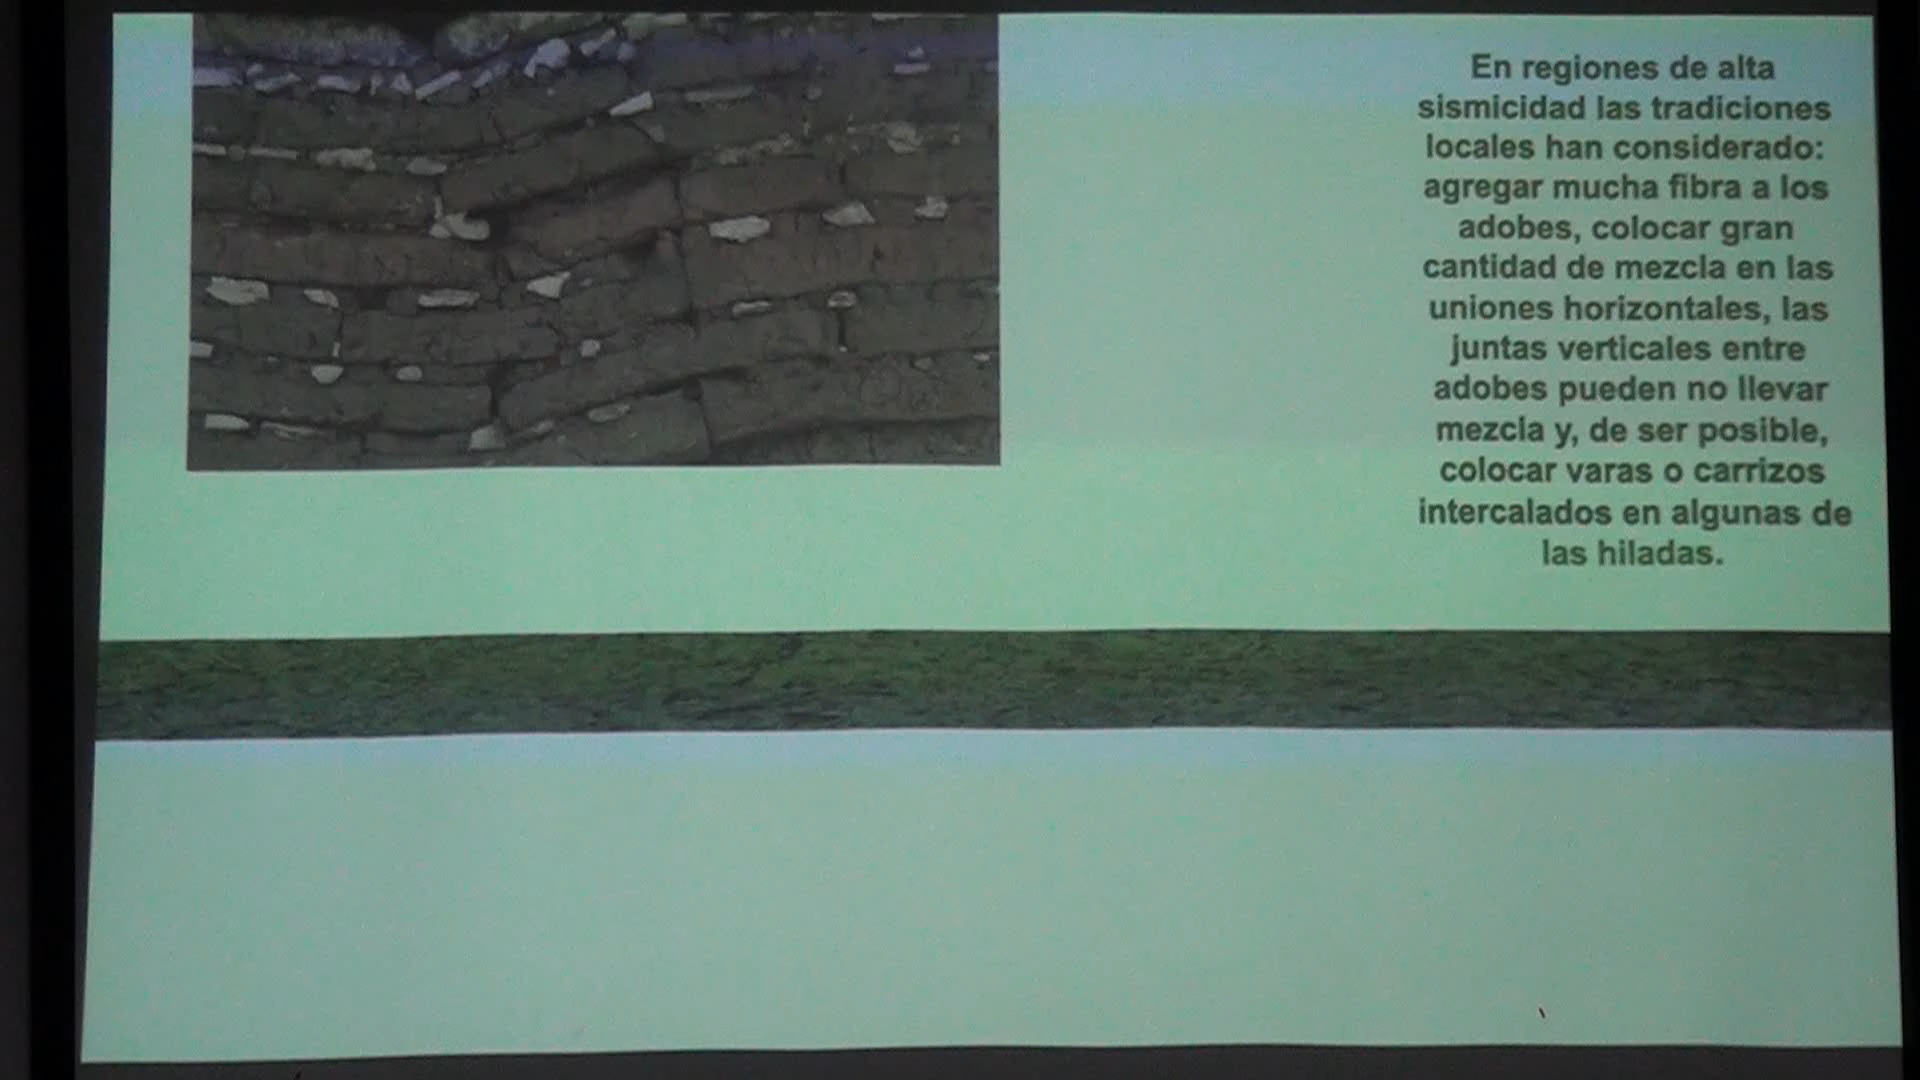 En regiones de alta
sismicidad las tradiciones
locales han considerado:
agregar mucha fibra a los
adobes, colocar gran
cantidad de mezcla en las
uniones horizontales, las
juntas verticales entre
adobes pueden no llevar
mezcla y, de ser posible,
colocar varas o carrizos
intercalados en algunas de
las hiladas.